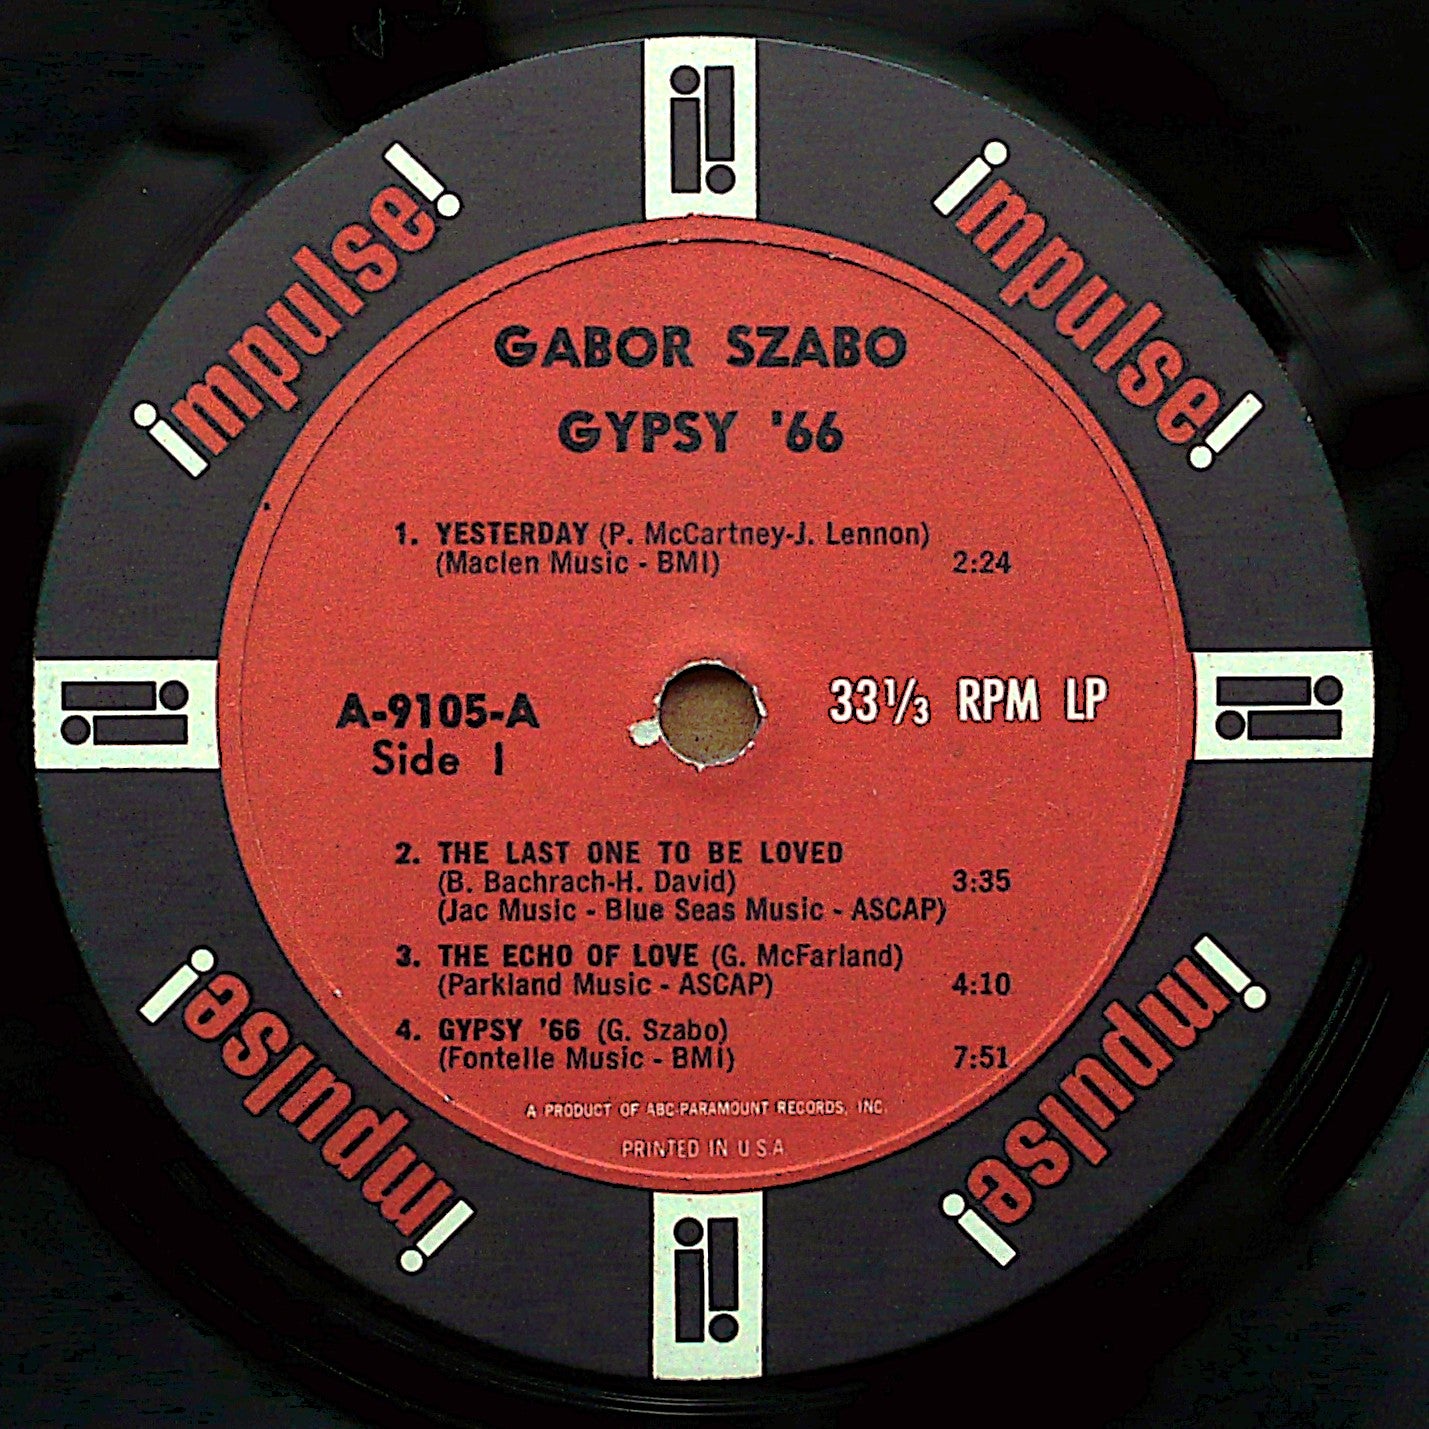 impulse!
impulse!
GABOR SZABO
GYPSY '66
1. YESTERDAY (P. McCartney-J. Lennon)
(Maclen Music - BMI) 2:24
A-9105-A
Side 1
33⅓ RPM LP
2. THE LAST ONE TO BE LOVED
(B. Bachrach-H. David) 3:35
(Jac Music - Blue Seas Music - ASCAP)
3. THE ECHO OF LOVE (G. McFarland)
(Parkland Music - ASCAP) 4:10
4. GYPSY '66 (G. Szabo)
(Fontelle Music - BMI) 7:51
A PRODUCT OF ABC-PARAMOUNT RECORDS, INC.
PRINTED IN U.S.A.
impulse!
impulse!